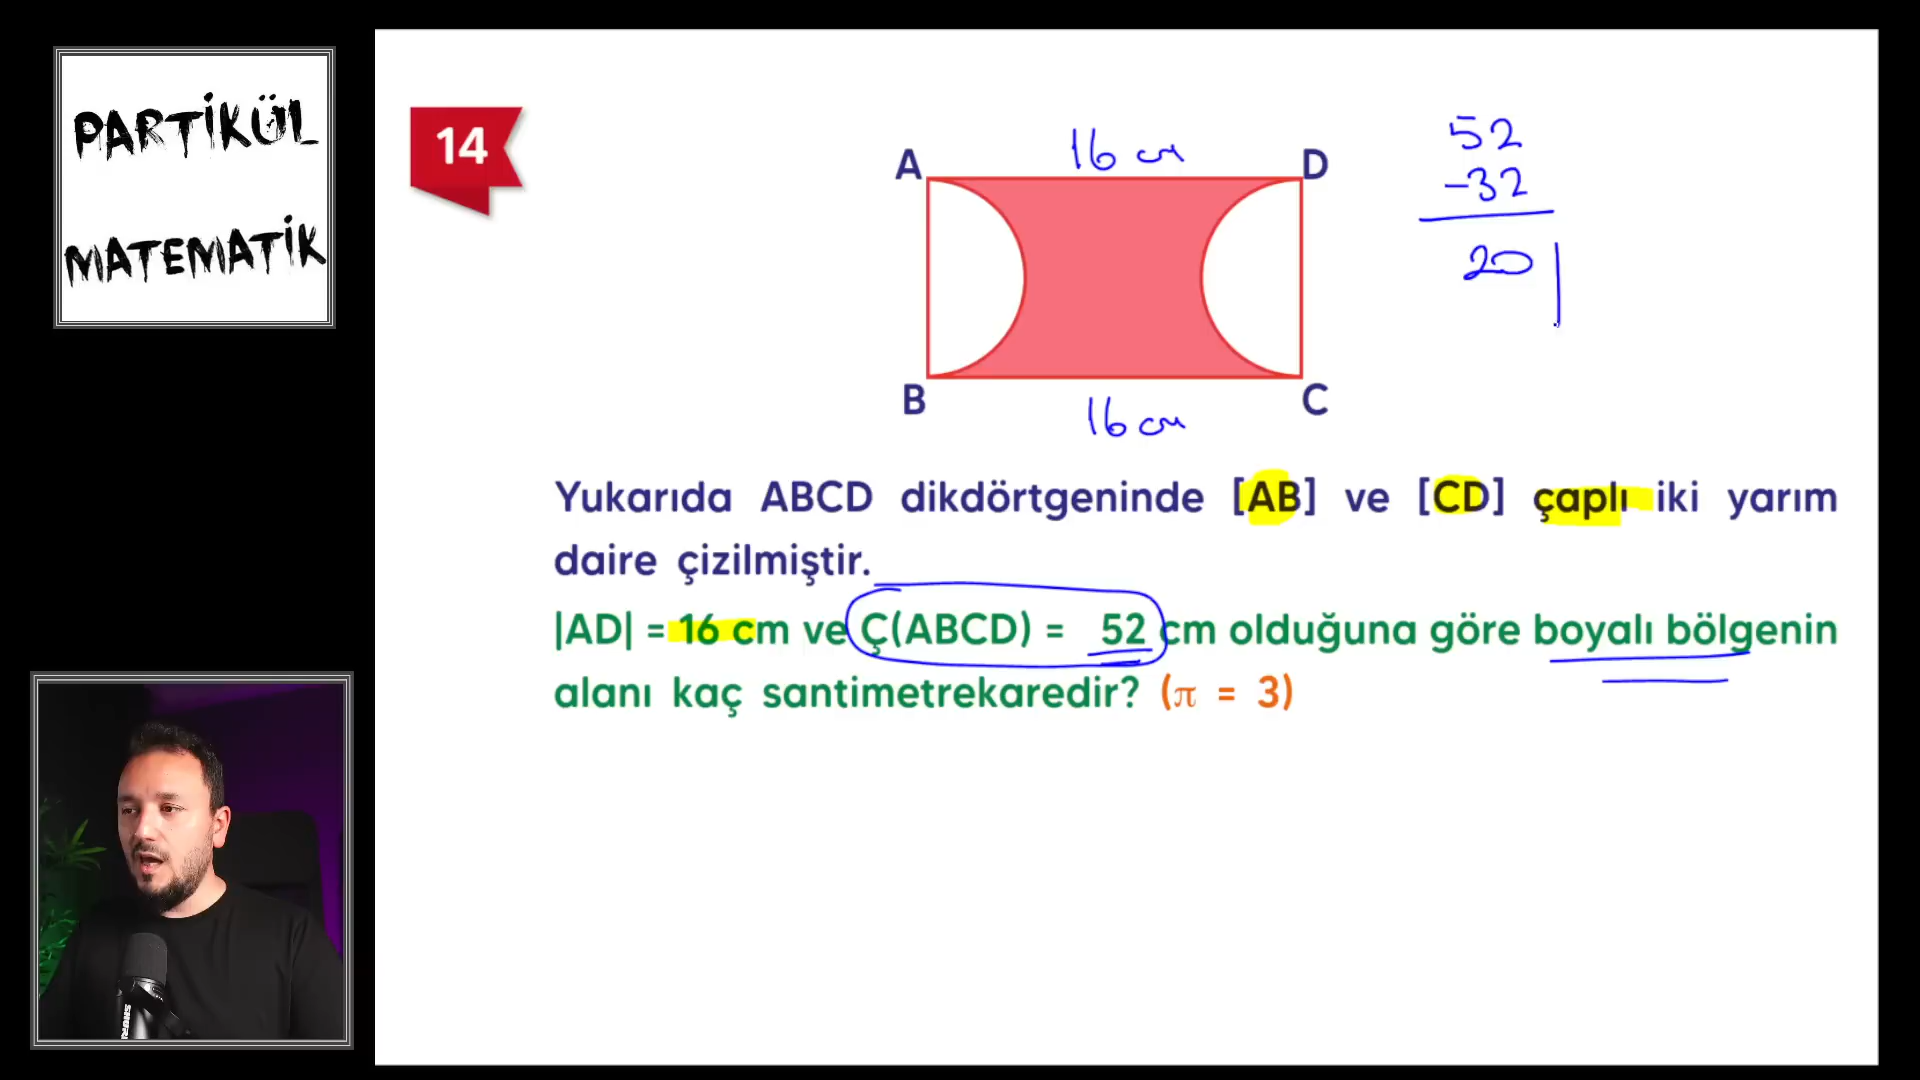 PARTİKÜL
MATEMATİK
14
A
16 cm
D
B
16 cm
C
52
-32
20
Yukarıda ABCD dikdörtgeninde [AB] ve [CD] çaplı iki yarım
daire çizilmiştir.
|AD| = 16 cm ve Ç(ABCD) = 52 cm olduğuna göre boyalı bölgenin
alanı kaç santimetrekaredir? (π = 3)